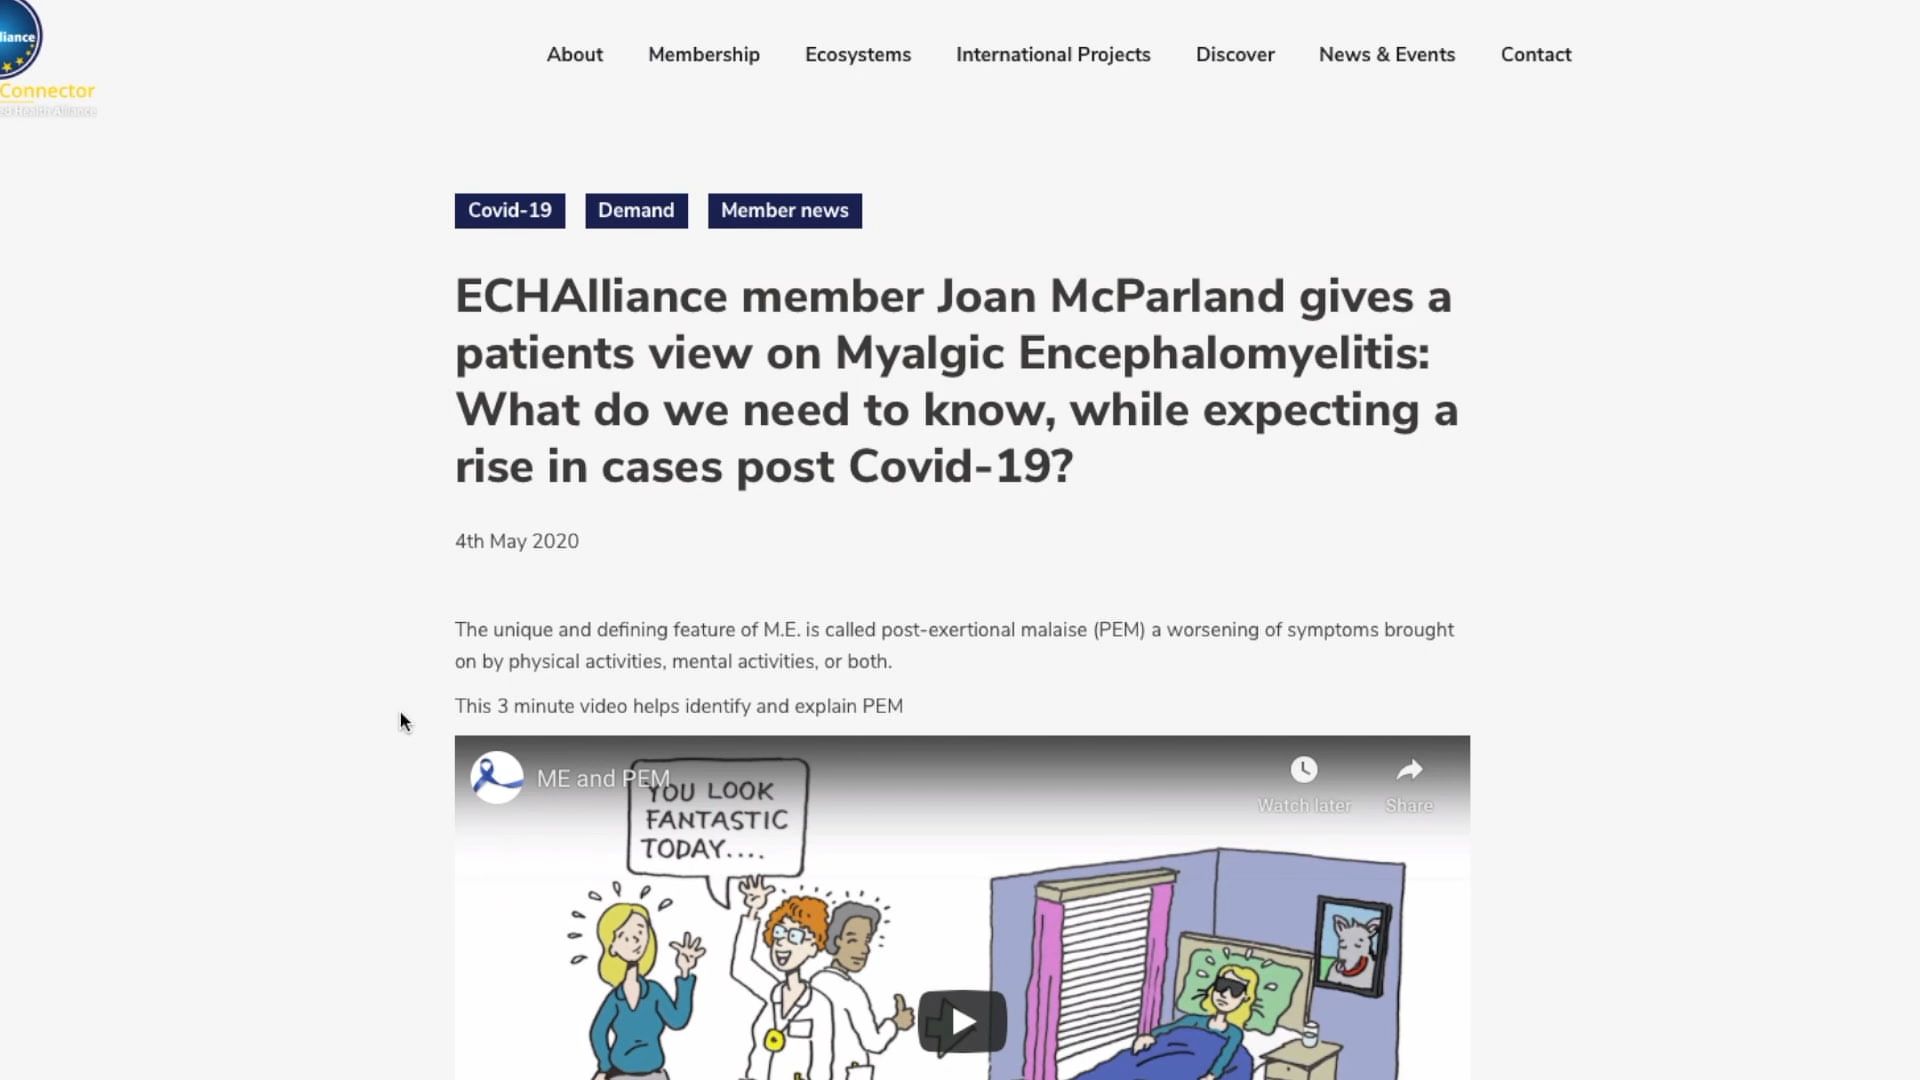 lliance
Connector
ed Health Alliance
About Membership Ecosystems International Projects Discover News & Events Contact
Covid-19 Demand Member news
ECHAlliance member Joan McParland gives a
patients view on Myalgic Encephalomyelitis:
What do we need to know, while expecting a
rise in cases post Covid-19?
4th May 2020
The unique and defining feature of M.E. is called post-exertional malaise (PEM) a worsening of symptoms brought
on by physical activities, mental activities, or both.
This 3 minute video helps identify and explain PEM
ME and PEM
Watch later Share
YOU LOOK
FANTASTIC
TODAY....